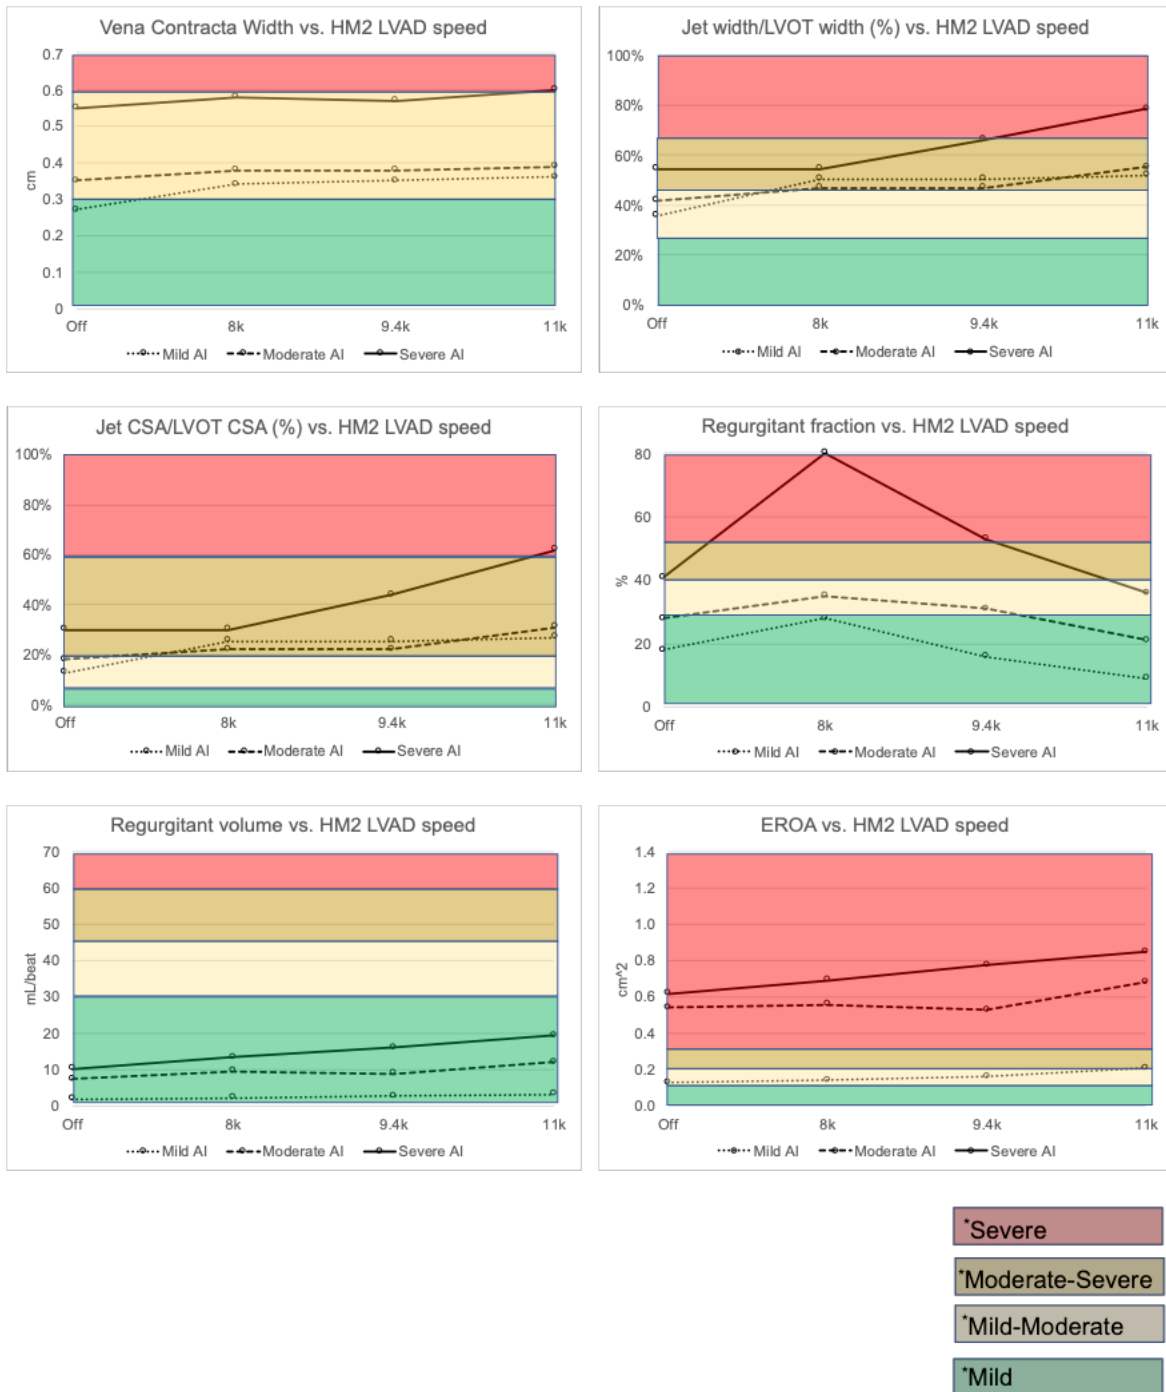 Vena Contracta Width vs. HM2 LVAD speed
0.7
0.6
0.5
0.4
0.3
0.2
0.1
0
cm
Off 8k 9.4k 11k
Mild AI Moderate AI Severe AI
Jet width/LVOT width (%) vs. HM2 LVAD speed
100%
80%
60%
40%
20%
0%
Off 8k 9.4k 11k
Mild AI Moderate AI Severe AI
Jet CSA/LVOT CSA (%) vs. HM2 LVAD speed
100%
80%
60%
40%
20%
0%
Off 8k 9.4k 11k
Mild AI Moderate AI Severe AI
Regurgitant fraction vs. HM2 LVAD speed
80
60
40
20
0
%
Off 8k 9.4k 11k
Mild AI Moderate AI Severe AI
Regurgitant volume vs. HM2 LVAD speed
70
60
50
40
30
20
10
0
mL/beat
Off 8k 9.4k 11k
Mild AI Moderate AI Severe AI
EROA vs. HM2 LVAD speed
1.4
1.2
1.0
0.8
0.6
0.4
0.2
0.0
cm^2
Off 8k 9.4k 11k
Mild AI Moderate AI Severe AI
*Severe
*Moderate-Severe
*Mild-Moderate
*Mild